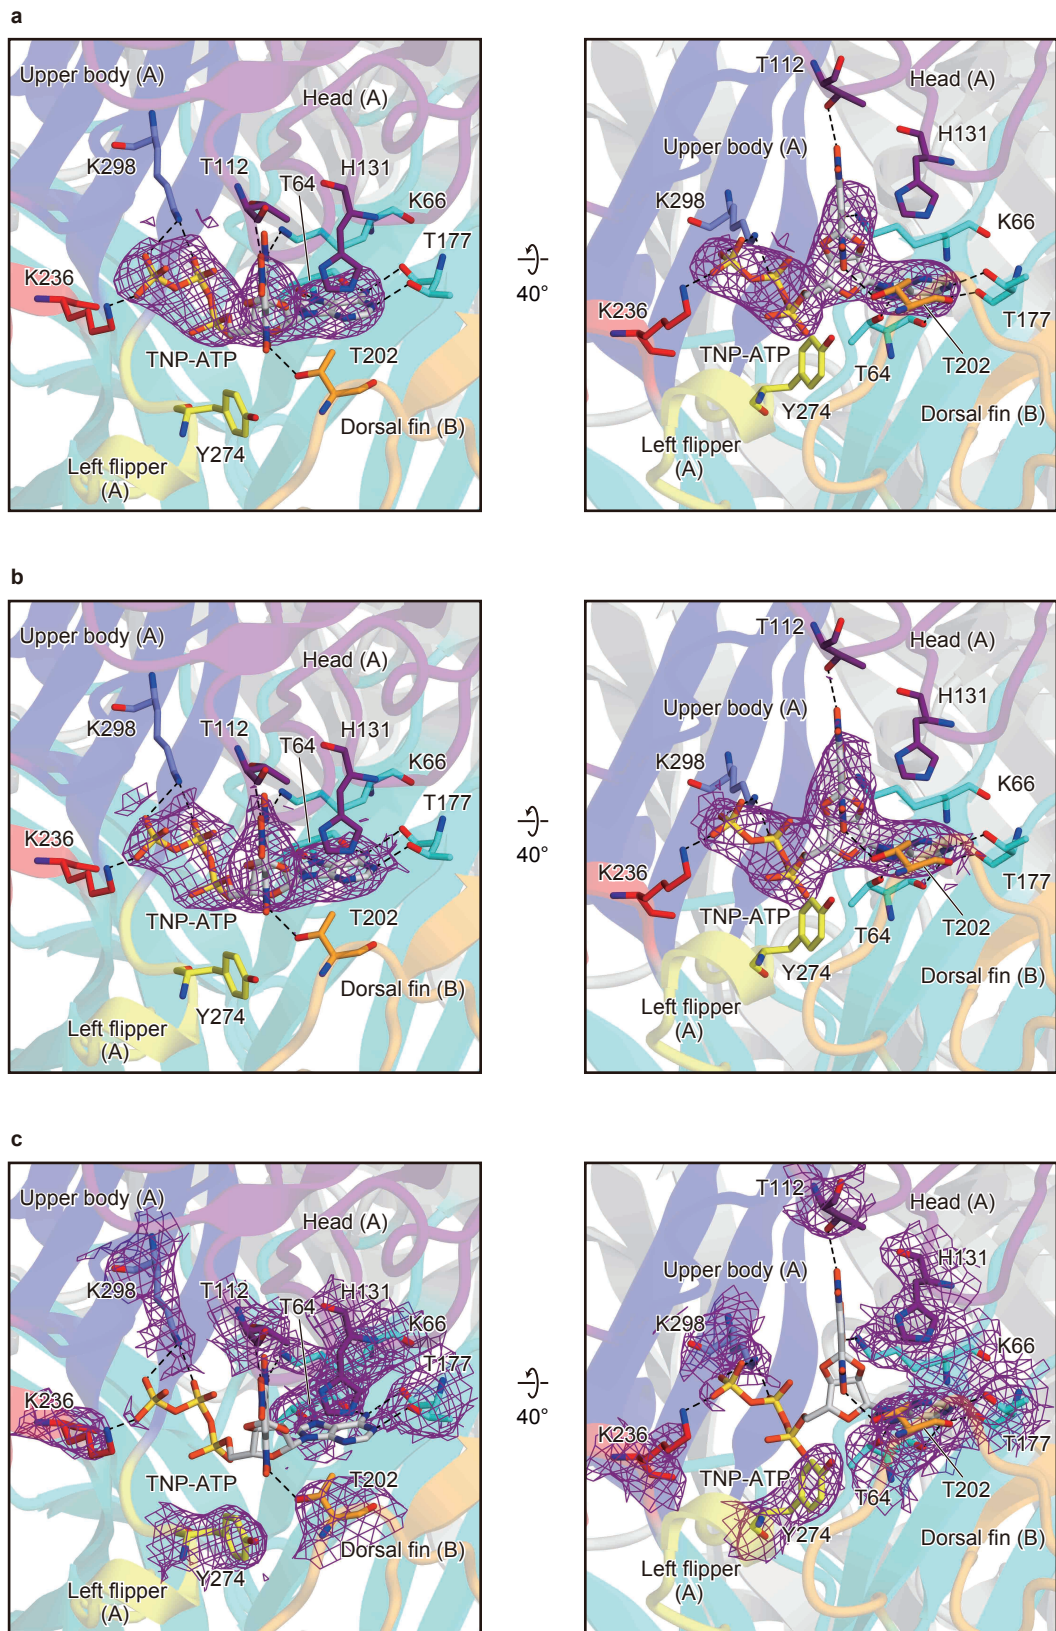 a
Upper body (A)
Head (A)
K298
T112
T64
H131
K66
T177
K236
TNP-ATP
T202
Y274
Dorsal fin (B)
Left flipper
(A)
40°
T112
Head (A)
H131
Upper body (A)
K298
K66
K236
T177
TNP-ATP
T64
T202
Y274
Dorsal fin (B)
Left flipper
(A)
b
Upper body (A)
Head (A)
K298
T112
T64
H131
K66
T177
K236
TNP-ATP
T202
Y274
Dorsal fin (B)
Left flipper
(A)
40°
T112
Head (A)
H131
Upper body (A)
K298
K66
K236
T177
TNP-ATP
T64
T202
Y274
Dorsal fin (B)
Left flipper
(A)
c
Upper body (A)
Head (A)
K298
T112
T64
H131
K66
T177
K236
TNP-ATP
T202
Y274
Dorsal fin (B)
Left flipper
(A)
40°
T112
Head (A)
H131
Upper body (A)
K298
K66
K236
T177
TNP-ATP
T64
T202
Y274
Dorsal fin (B)
Left flipper
(A)